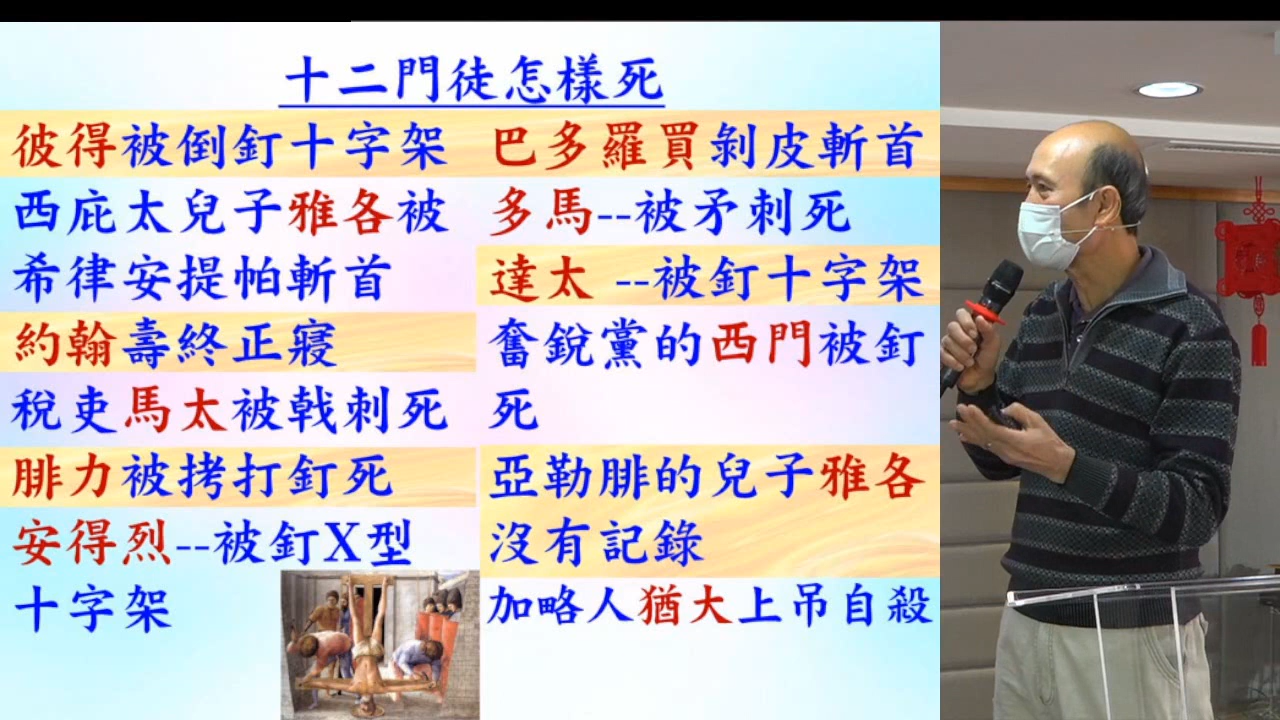 十二門徒怎樣死
彼得被倒釘十字架
西庇太兒子雅各被
希律安提帕斬首
約翰壽終正寢
稅吏馬太被戟刺死
腓力被拷打釘死
安得烈--被釘X型
十字架
巴多羅買剝皮斬首
多馬--被矛刺死
達太 --被釘十字架
奮銳黨的西門被釘
死
亞勒腓的兒子雅各
沒有記錄
加略人猶大上吊自殺